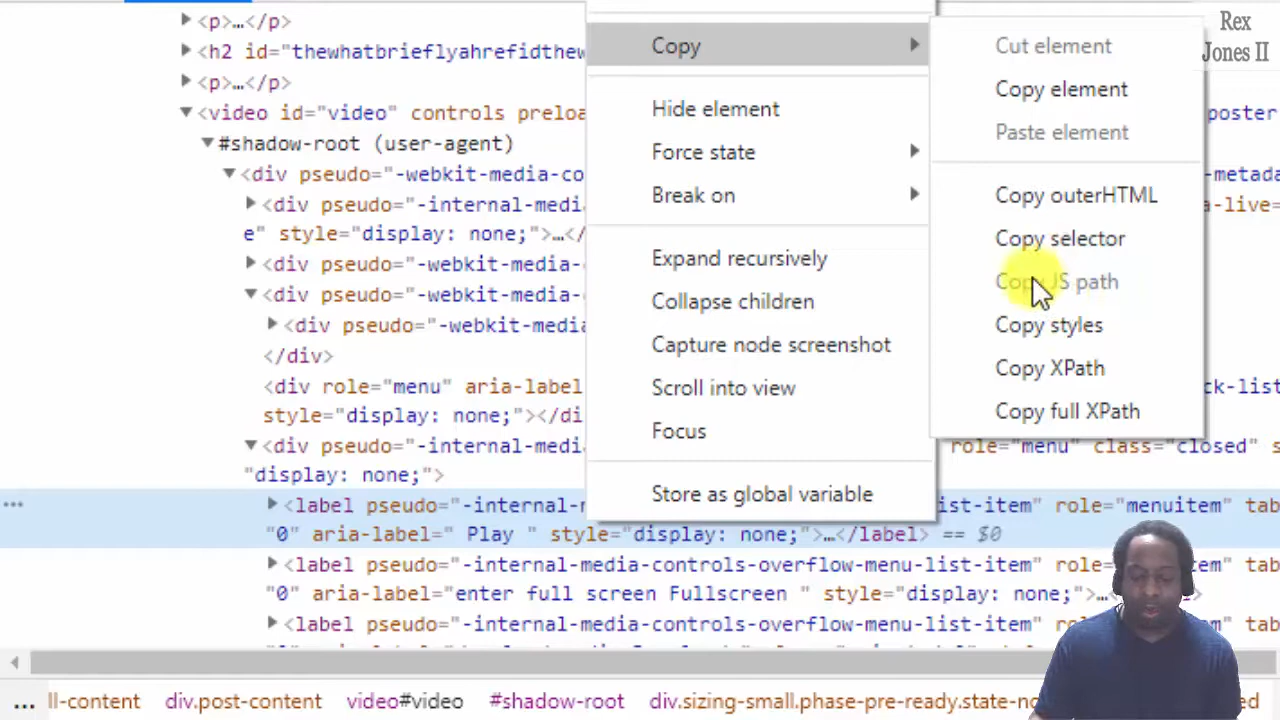 <p>…</p>
<h2 id="thewhatbrieflyahrefidthew
<p>…</p>
<video id="video" controls preloa
poster
#shadow-root (user-agent)
<div pseudo="-webkit-media-co
-metada
<div pseudo="-internal-medi
a-live=
e" style="display: none;">…</
<div pseudo="-webkit-media-
<div pseudo="-webkit-media-
<div pseudo="-webkit-media-
</div>
<div role="menu" aria-label
ck-list
style="display: none;"></di
<div pseudo="-internal-medi
role="menu" class="closed" s
"display: none;">
<label pseudo="-internal-m
list-item" role="menuitem" tab
"0" aria-label=" Play " style="display: none;">…</label> == $0
<label pseudo="-internal-media-controls-overflow-menu-list-item" role="menuitem" tab
"0" aria-label="enter full screen Fullscreen " style="display: none;">…
<label pseudo="-internal-media-controls-overflow-menu-list-item"
tab
... ll-content div.post-content video#video #shadow-root div.sizing-small.phase-pre-ready.state-no
Copy
Hide element
Force state
Break on
Expand recursively
Collapse children
Capture node screenshot
Scroll into view
Focus
Store as global variable
Cut element
Copy element
Paste element
Copy outerHTML
Copy selector
Copy JS path
Copy styles
Copy XPath
Copy full XPath
Rex
Jones II